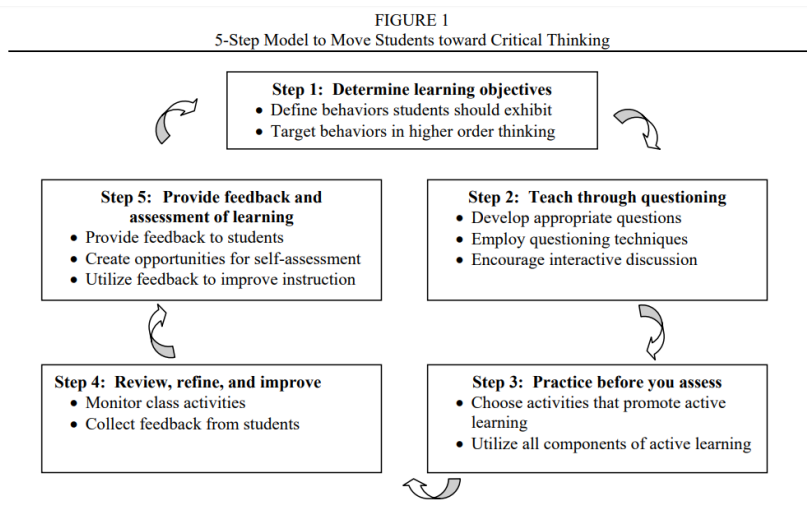 FIGURE 1
5-Step Model to Move Students toward Critical Thinking
Step 1: Determine learning objectives
• Define behaviors students should exhibit
• Target behaviors in higher order thinking
Step 2: Teach through questioning
• Develop appropriate questions
• Employ questioning techniques
• Encourage interactive discussion
Step 3: Practice before you assess
• Choose activities that promote active
learning
• Utilize all components of active learning
Step 4: Review, refine, and improve
• Monitor class activities
• Collect feedback from students
Step 5: Provide feedback and
assessment of learning
• Provide feedback to students
• Create opportunities for self-assessment
• Utilize feedback to improve instruction